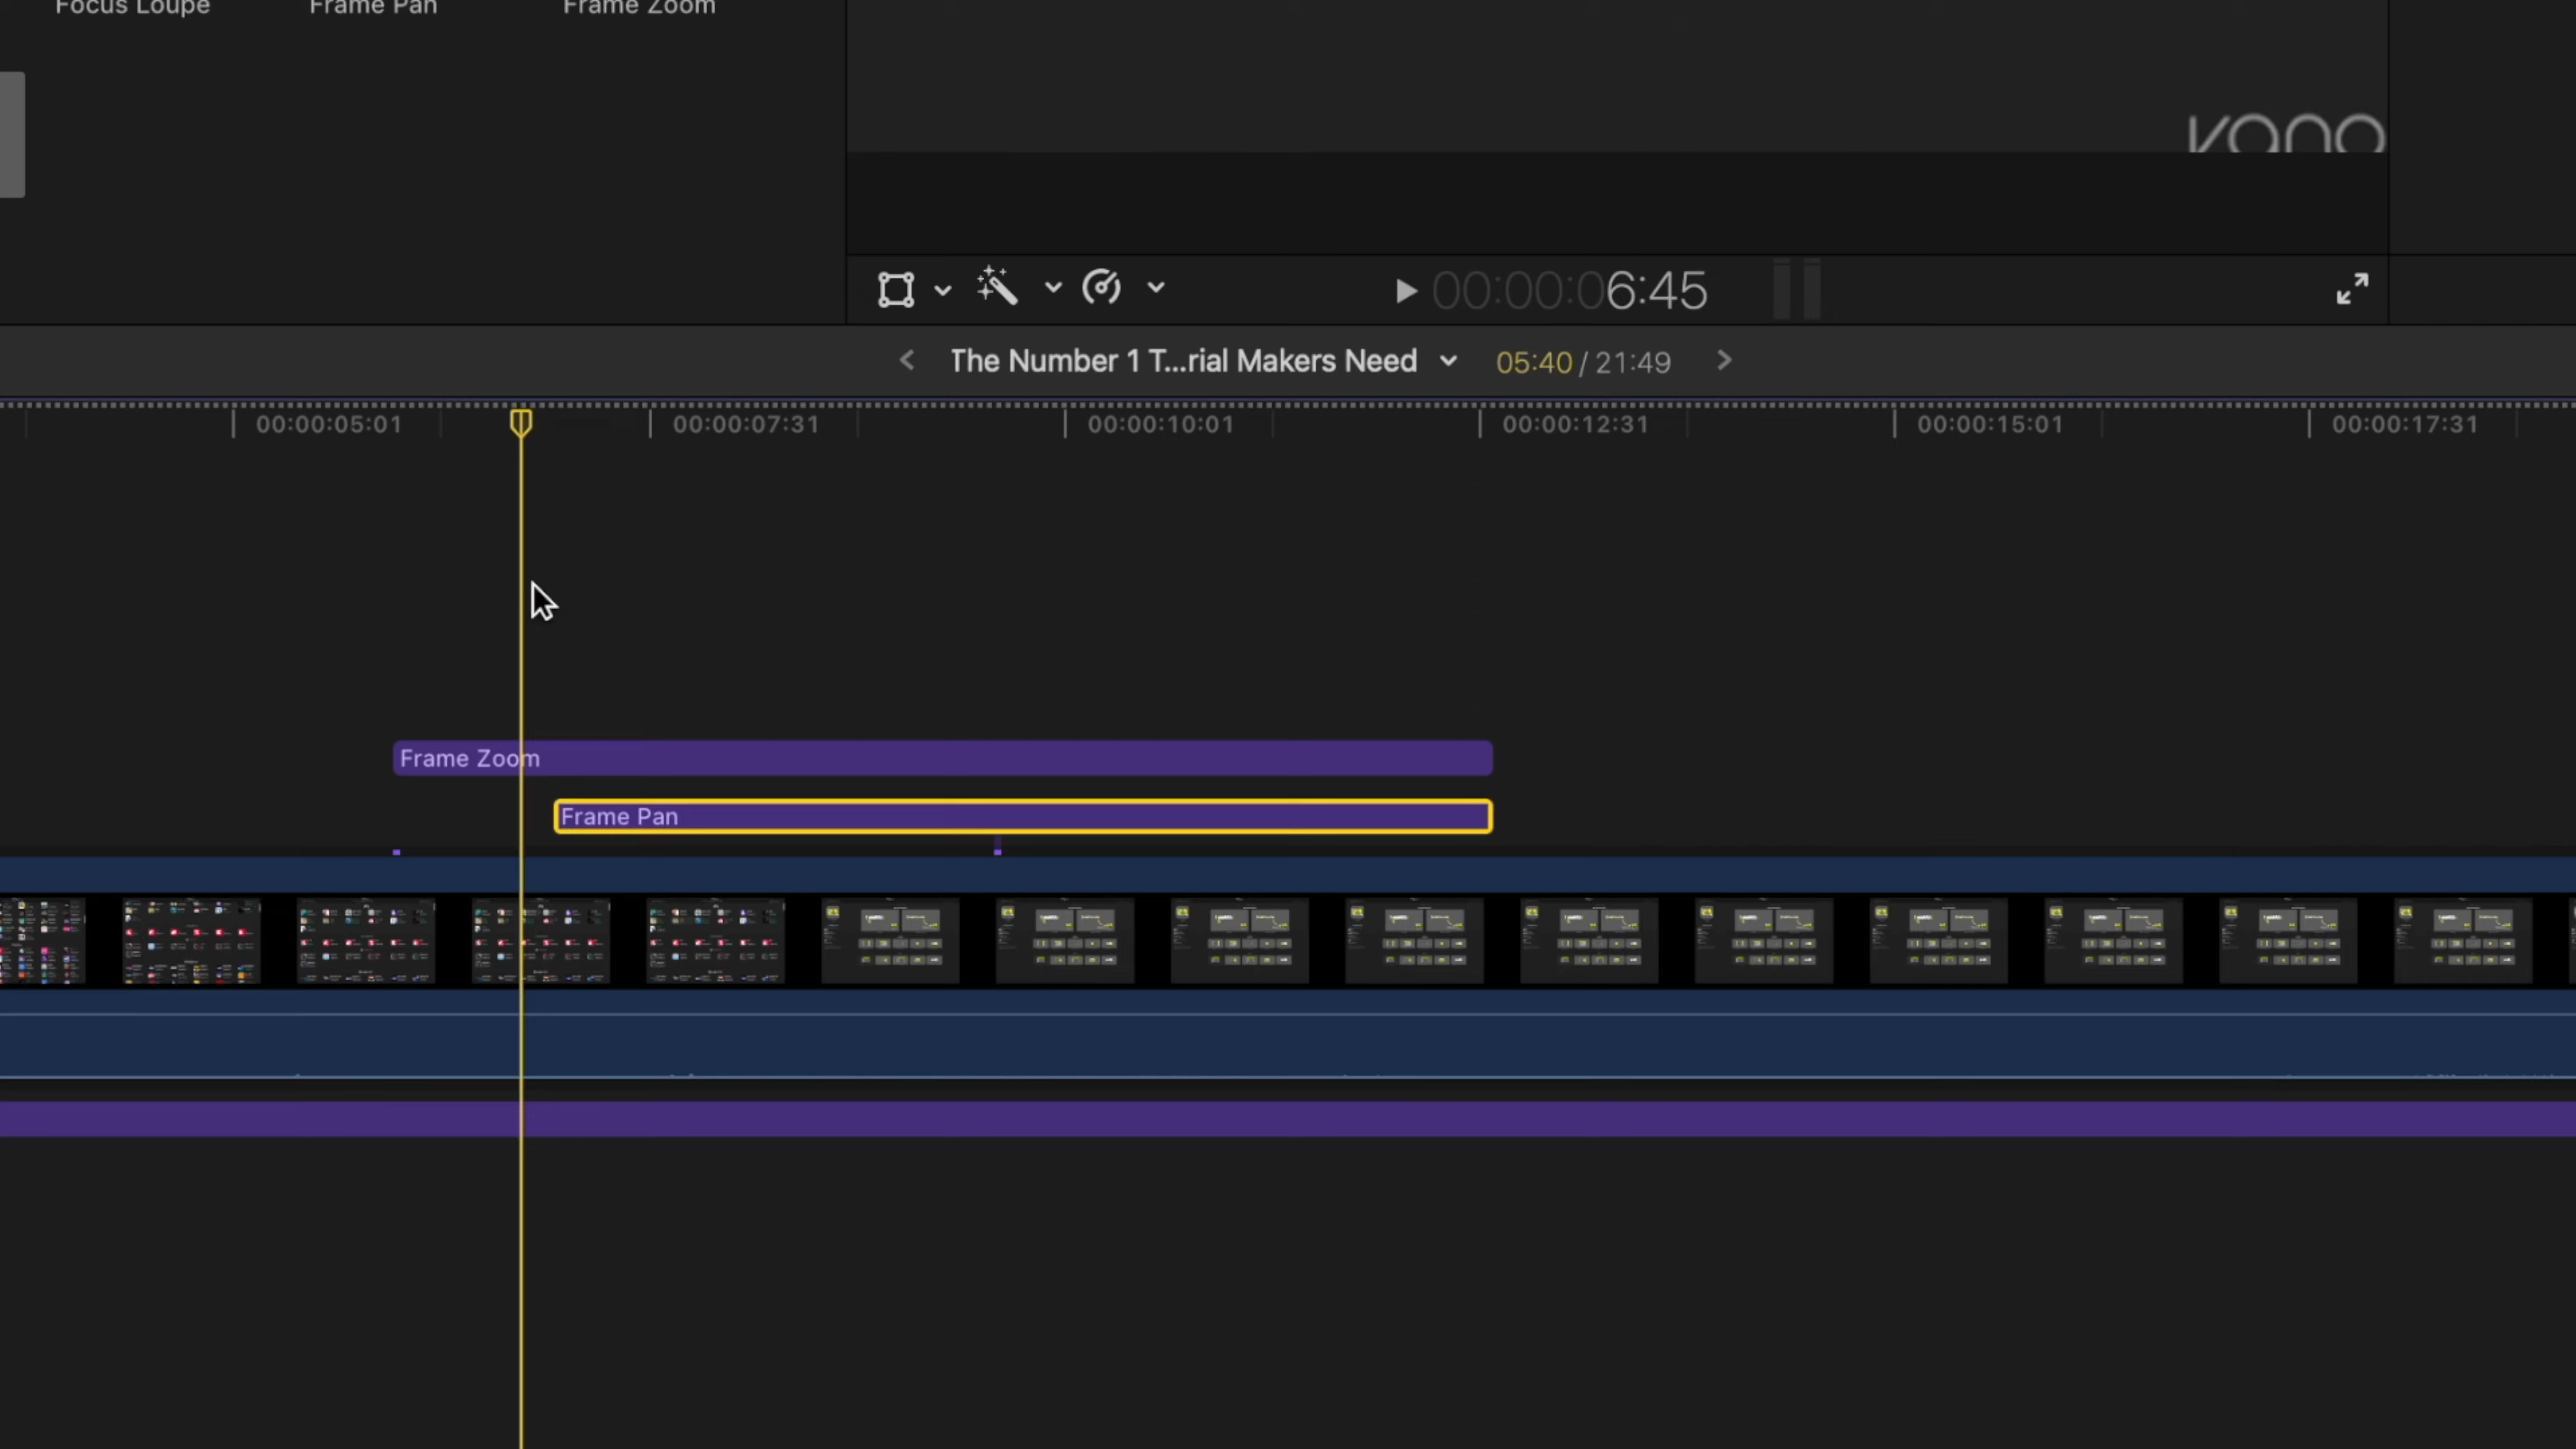 Focus Loupe
Frame Pan
Frame Zoom
00:00:06:45
The Number 1 T...rial Makers Need
05:40 / 21:49
00:00:05:01
00:00:07:31
00:00:10:01
00:00:12:31
00:00:15:01
00:00:17:31
Frame Zoom
Frame Pan